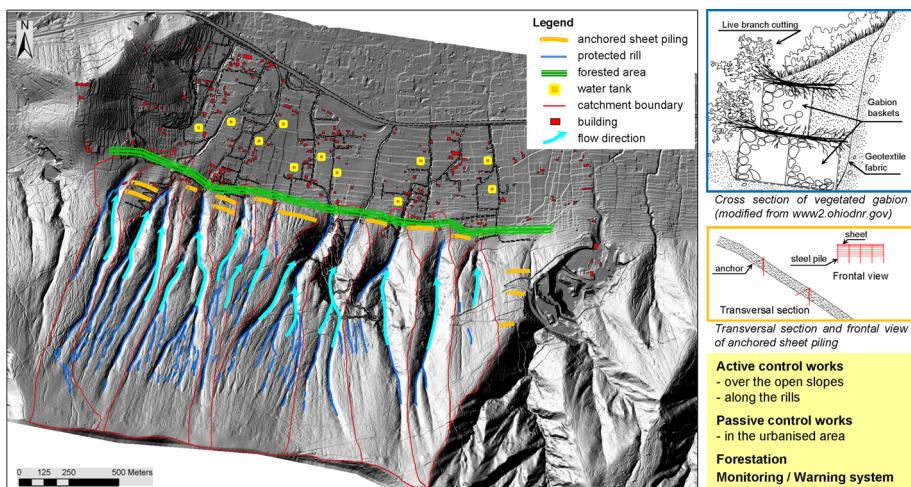 N
Legend
anchored sheet piling
protected rill
forested area
water tank
catchment boundary
building
flow direction
0 125 250 500 Meters
Live branch cutting
Gabion
baskets
Geotextile
fabric
Cross section of vegetated gabion
(modified from www2.ohiodnr.gov)
sheet
steel pile
Frontal view
anchor
Transversal section
Transversal section and frontal view
of anchored sheet piling
Active control works
- over the open slopes
- along the rills
Passive control works
- in the urbanised area
Forestation
Monitoring / Warning system